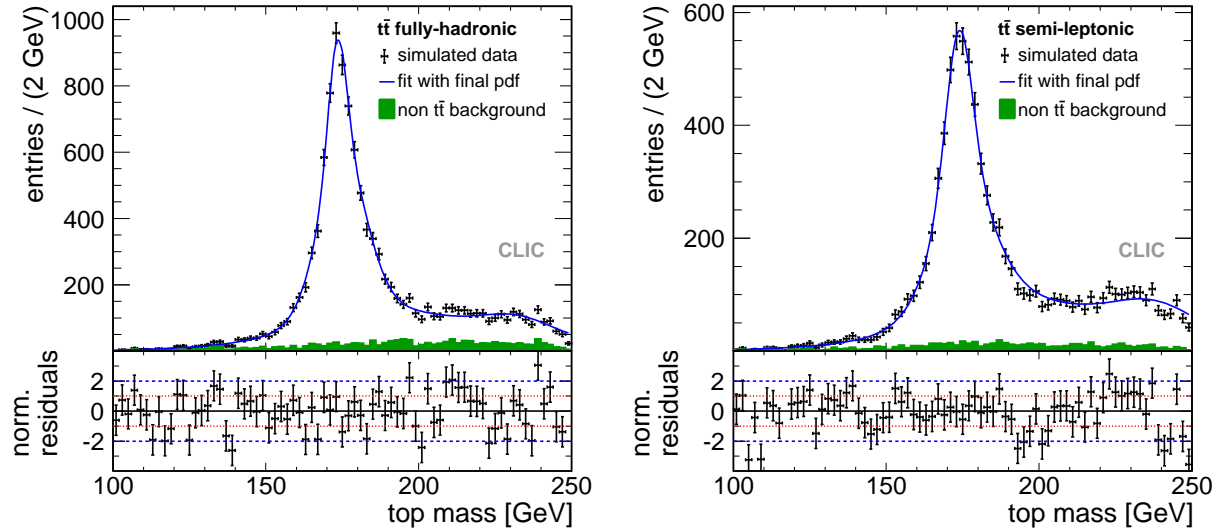 entries / (2 GeV)
1000
800
600
400
200
tt̄ fully-hadronic
simulated data
fit with final pdf
non tt̄ background
CLIC
norm.
residuals
2
0
-2
100
150
200
250
top mass [GeV]
entries / (2 GeV)
600
400
200
tt̄ semi-leptonic
simulated data
fit with final pdf
non tt̄ background
CLIC
norm.
residuals
2
0
-2
100
150
200
250
top mass [GeV]